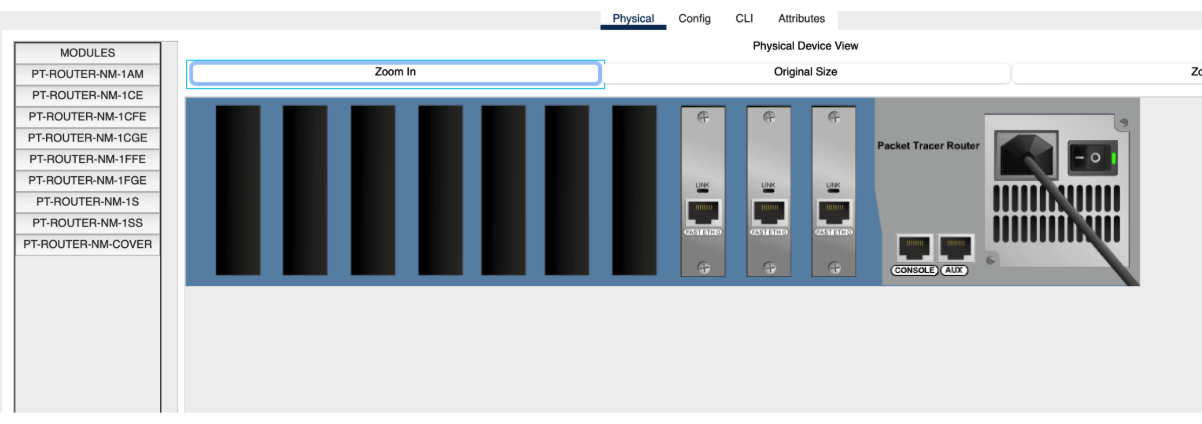 Physical Config CLI Attributes
MODULES
PT-ROUTER-NM-1AM
PT-ROUTER-NM-1CE
PT-ROUTER-NM-1CFE
PT-ROUTER-NM-1CGE
PT-ROUTER-NM-1FFE
PT-ROUTER-NM-1FGE
PT-ROUTER-NM-1S
PT-ROUTER-NM-1SS
PT-ROUTER-NM-COVER
Physical Device View
Zoom In Original Size Zo
Packet Tracer Router
LINK LINK LINK
FAST ETH 0 FAST ETH 0 FAST ETH 0
CONSOLE AUX